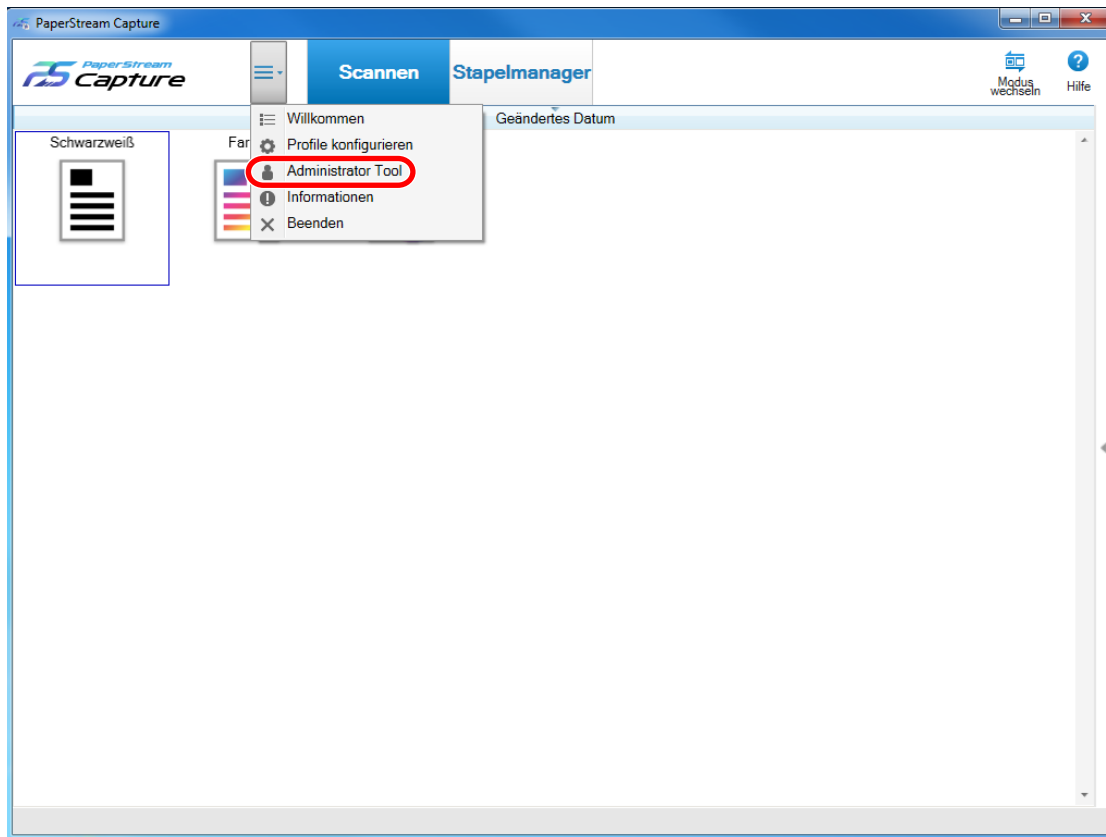 PaperStream Capture
PaperStream
Capture
Scannen
Stapelmanager
Modus
wechseln
Hilfe
Geändertes Datum
Willkommen
Profile konfigurieren
Administrator Tool
Informationen
Beenden
Schwarzweiß